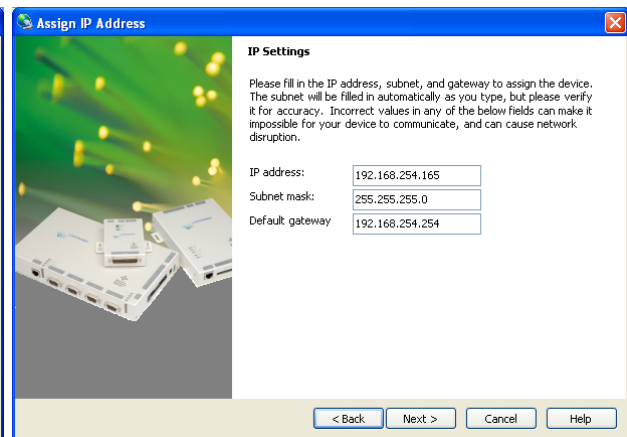 Assign IP Address
IP Settings
Please fill in the IP address, subnet, and gateway to assign the device.
The subnet will be filled in automatically as you type, but please verify
it for accuracy. Incorrect values in any of the below fields can make it
impossible for your device to communicate, and can cause network
disruption.
IP address: 192.168.254.165
Subnet mask: 255.255.255.0
Default gateway 192.168.254.254
< Back Next > Cancel Help